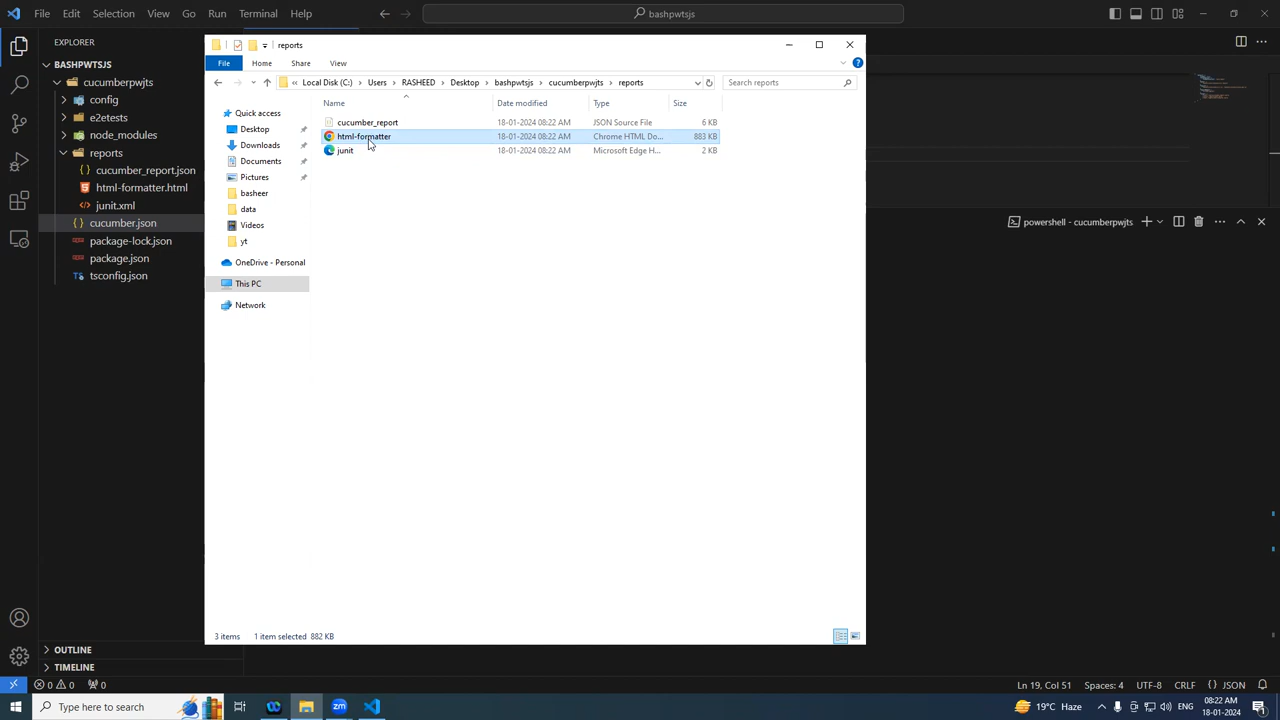 File Edit Selection View Go Run Terminal Help
bashpwtsjs
EXPLORER
BASHPWTSJS
config
features
reports
cucumber_report.json
html-formatter.html
junit.xml
cucumber.json
package-lock.json
package.json
tsconfig.json
OUTLINE
TIMELINE
reports
File Home Share View
Local Disk (C:) Users RASHEED Desktop bashpwtsjs cucumberpwjts reports
Search reports
Name Date modified Type Size
cucumber_report 18-01-2024 08:22 AM JSON Source File 6 KB
html-formatter 18-01-2024 08:22 AM Chrome HTML Do... 883 KB
junit 18-01-2024 08:22 AM Microsoft Edge H... 2 KB
Quick access
Desktop
Downloads
Documents
Pictures
basheer
data
Videos
yt
OneDrive - Personal
This PC
Network
3 items 1 item selected 882 KB
powershell - cucumberpwjts
0 0 0
Ln 19, Col 51 Spaces: 4 UTF-8 CRLF {} JSON
Type here to search
19°C Haze
08:22 AM
18-01-2024